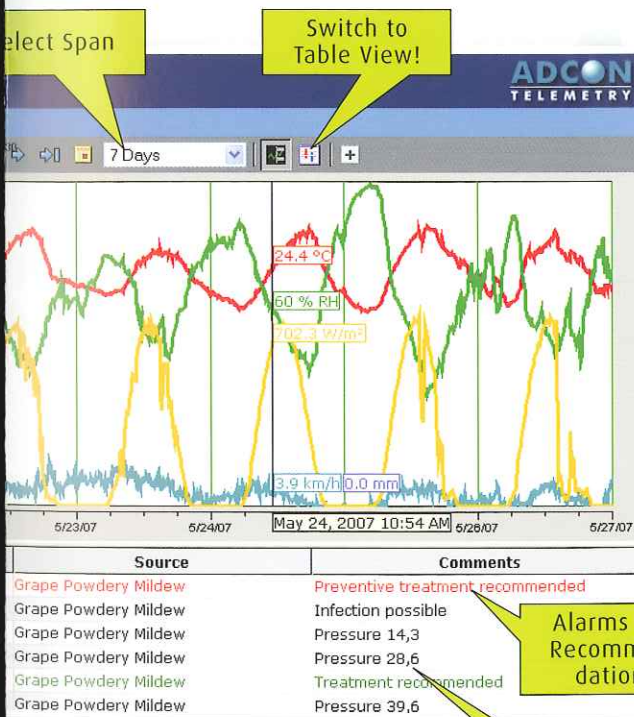 elect Span
Switch to
Table View!
ADCON
TELEMETRY
7 Days
24.4 °C
60 % RH
702.3 W/m²
3.9 km/h 0.0 mm
5/23/07 5/24/07 May 24, 2007 10:54 AM 5/26/07 5/27/07
Source Comments
Grape Powdery Mildew Preventive treatment recommended
Grape Powdery Mildew Infection possible
Grape Powdery Mildew Pressure 14,3
Grape Powdery Mildew Pressure 28,6
Grape Powdery Mildew Treatment recommended
Grape Powdery Mildew Pressure 39,6
Alarms
Recomm
dation